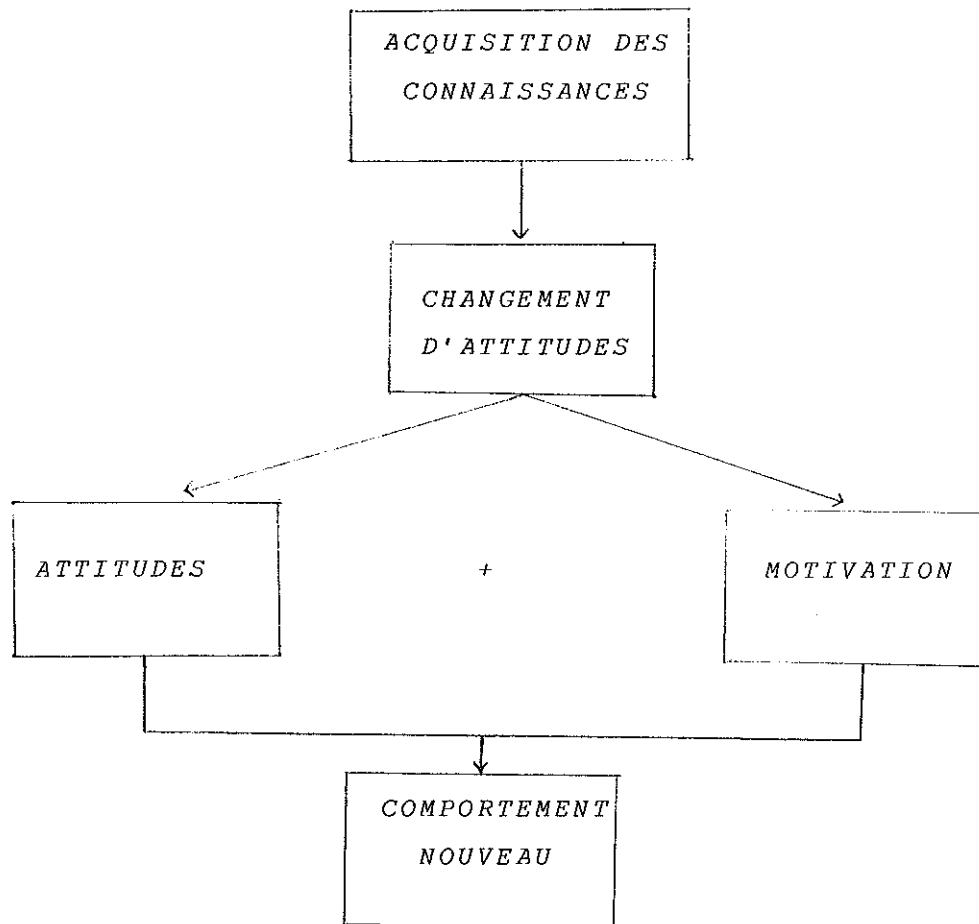 ACQUISITION DES
CONNAISSANCES
CHANGEMENT
D'ATTITUDES
ATTITUDES + MOTIVATION
COMPORTEMENT
NOUVEAU